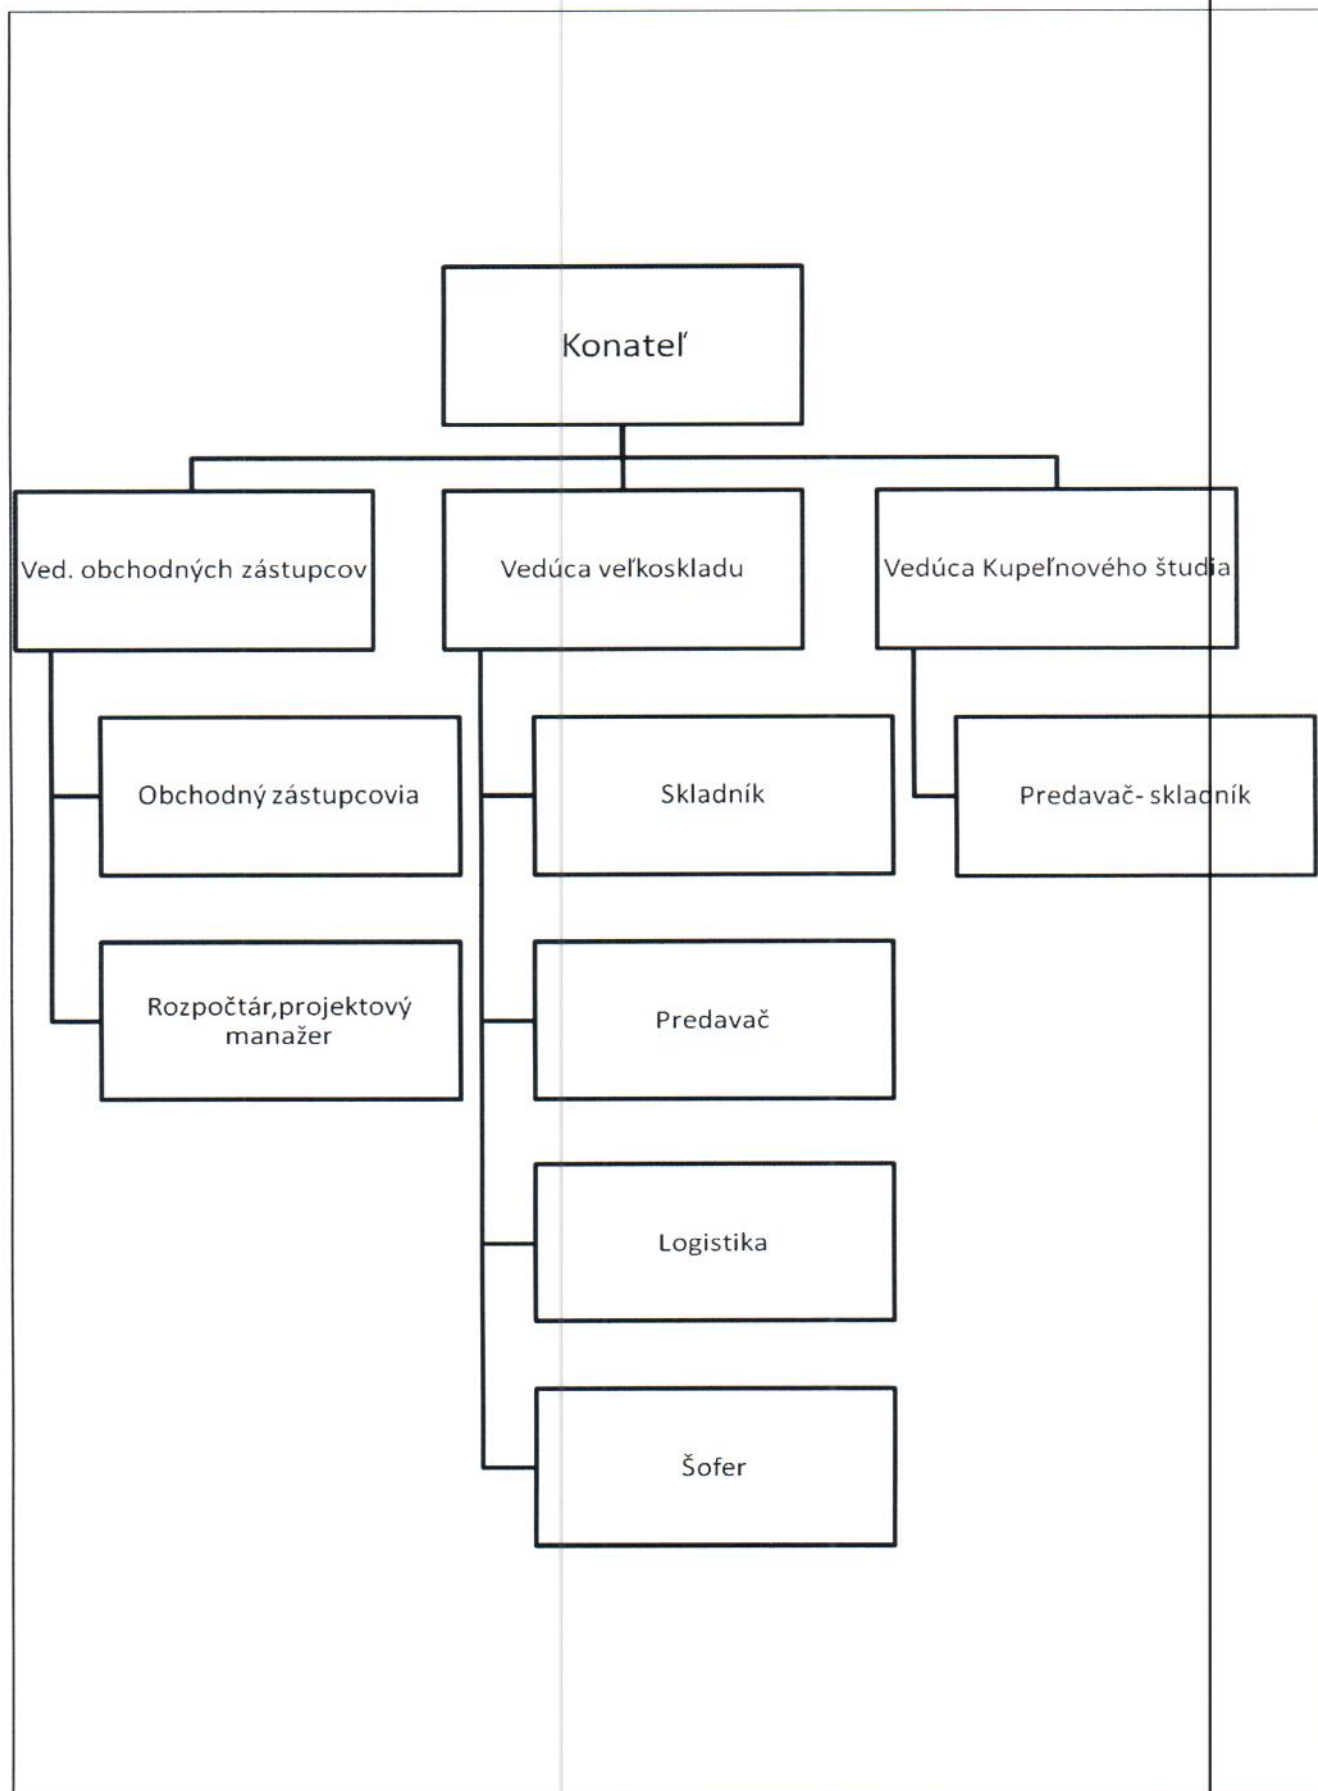 Konateľ
Ved. obchodných zástupcov
Vedúca veľkoskladu
Vedúca Kupeľnového študia
Obchodný zástupcovia
Skladník
Predavač- skladník
Rozpočtár,projektový
manažer
Predavač
Logistika
Šofer